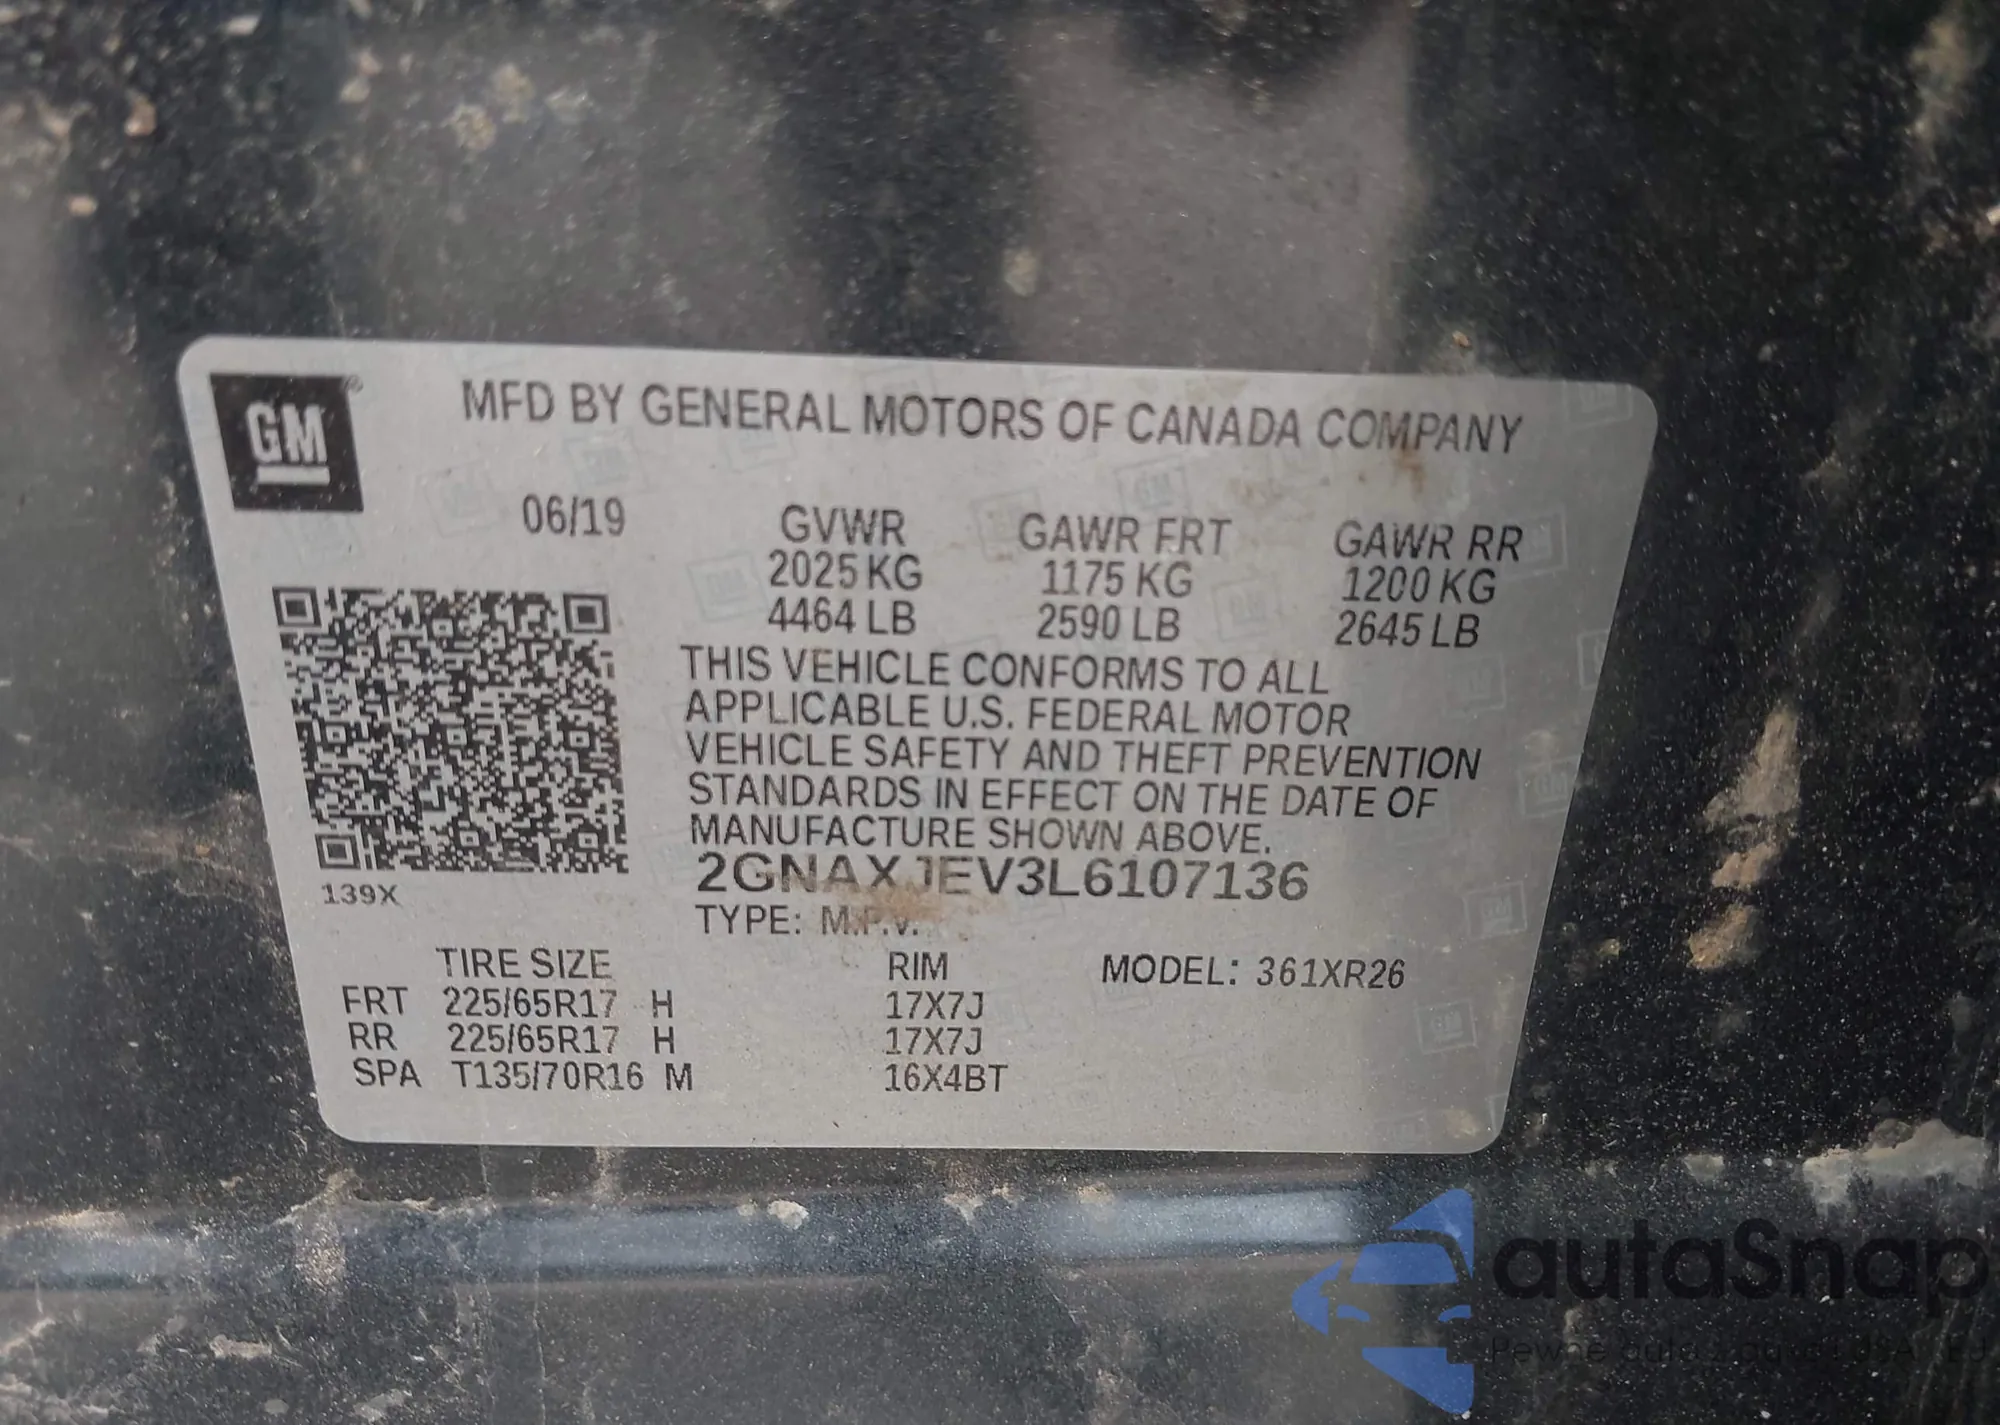 GM ®
MFD BY GENERAL MOTORS OF CANADA COMPANY
06/19
GVWR GAWR FRT GAWR RR
2025 KG 1175 KG 1200 KG
4464 LB 2590 LB 2645 LB
THIS VEHICLE CONFORMS TO ALL
APPLICABLE U.S. FEDERAL MOTOR
VEHICLE SAFETY AND THEFT PREVENTION
STANDARDS IN EFFECT ON THE DATE OF
MANUFACTURE SHOWN ABOVE.
2GNAXJEV3L6107136
TYPE: M.P.V.
139X
TIRE SIZE RIM MODEL: 361XR26
FRT 225/65R17 H 17X7J
RR 225/65R17 H 17X7J
SPA T135/70R16 M 16X4BT
autaSnap
Pewne auta z